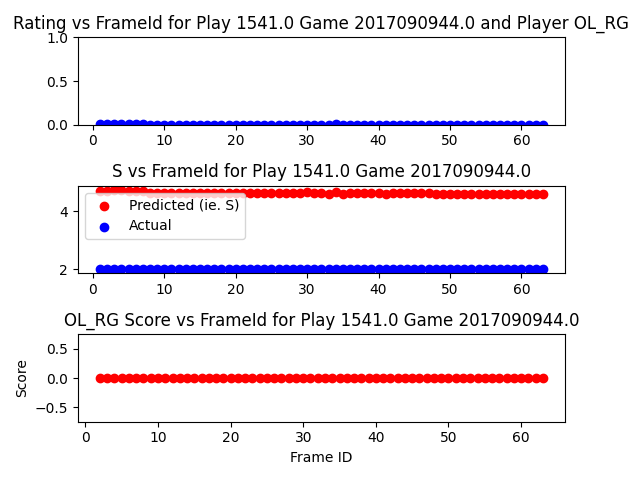 Rating vs FrameId for Play 1541.0 Game 2017090944.0 and Player OL_RG
1.0
0.5
0.0
0 10 20 30 40 50 60
S vs FrameId for Play 1541.0 Game 2017090944.0
4
2
Predicted (ie. S)
Actual
0 10 20 30 40 50 60
OL_RG Score vs FrameId for Play 1541.0 Game 2017090944.0
Score
0.5
0.0
−0.5
0 10 20 30 40 50 60
Frame ID